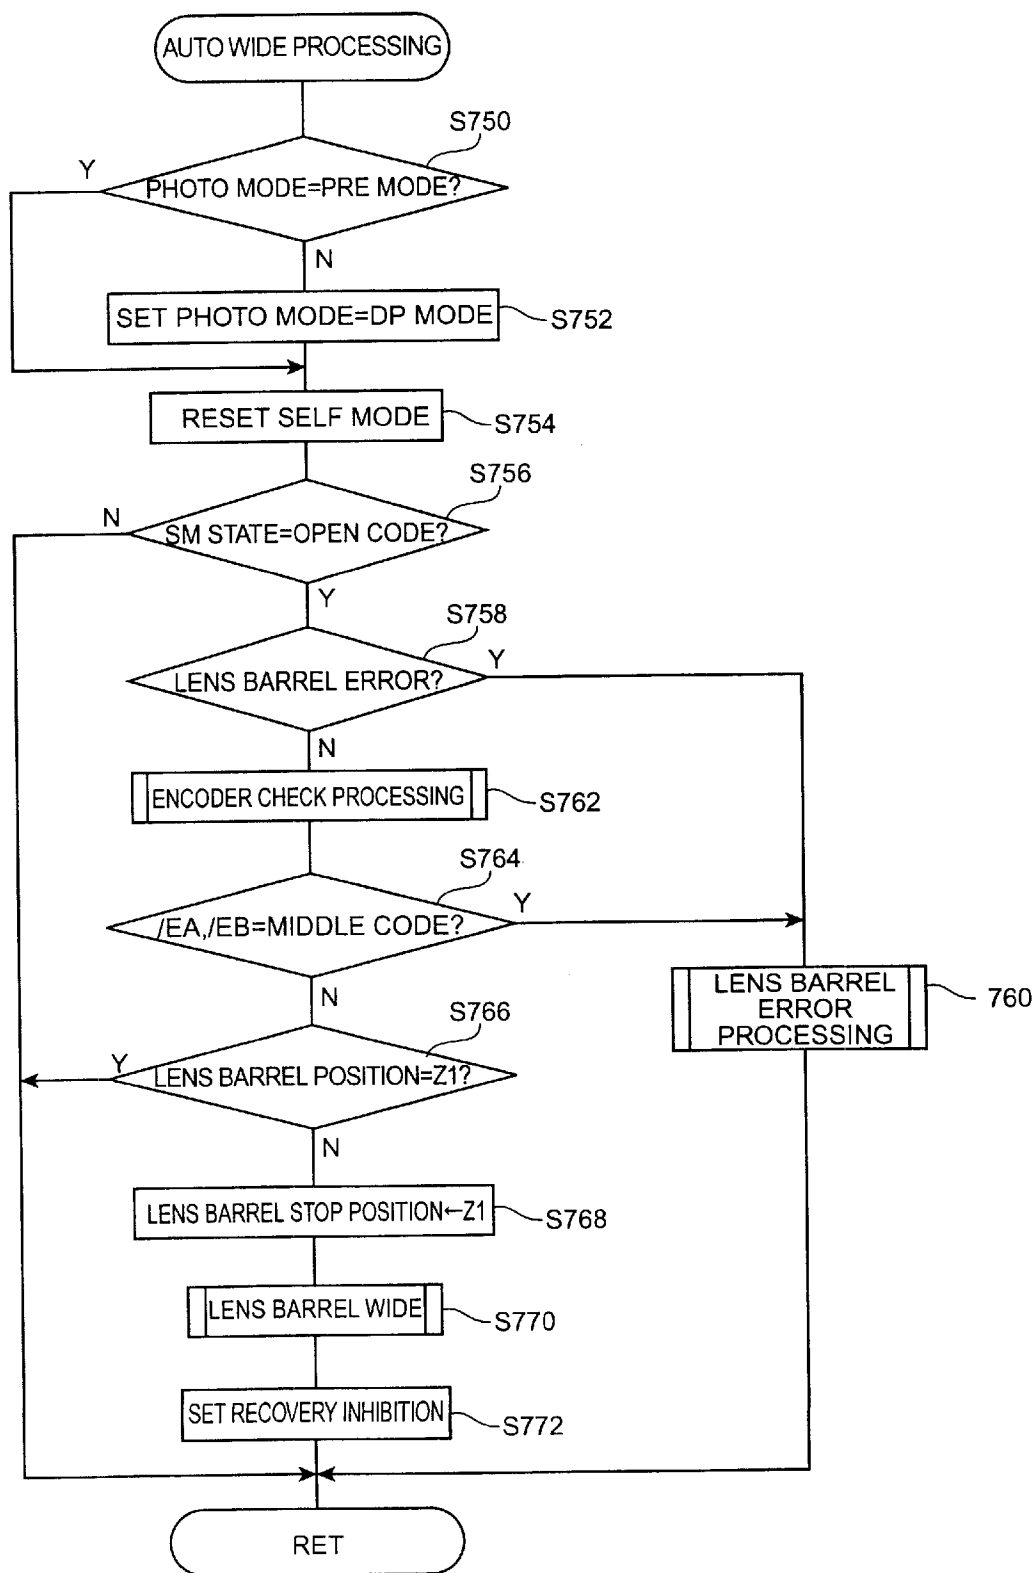 AUTO WIDE PROCESSING
S750
Y
PHOTO MODE=PRE MODE?
N
SET PHOTO MODE=DP MODE
S752
RESET SELF MODE
S754
S756
N
SM STATE=OPEN CODE?
Y
S758
Y
LENS BARREL ERROR?
N
ENCODER CHECK PROCESSING
S762
S764
Y
/EA,/EB=MIDDLE CODE?
N
LENS BARREL
ERROR
PROCESSING
760
S766
Y
LENS BARREL POSITION=Z1?
N
LENS BARREL STOP POSITION←Z1
S768
LENS BARREL WIDE
S770
SET RECOVERY INHIBITION
S772
RET